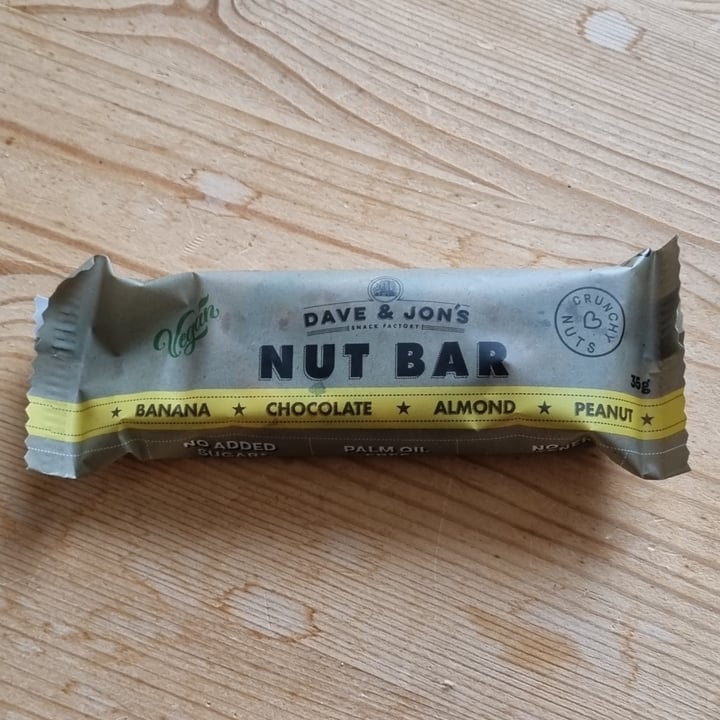 Vegan
DAVE & JON'S
SNACK FACTORY
NUT BAR
CRUNCHY
NUTS
35g
★ BANANA ★ CHOCOLATE ★ ALMOND ★ PEANUT ★
NO ADDED
SUGAR*
PALM OIL
FREE